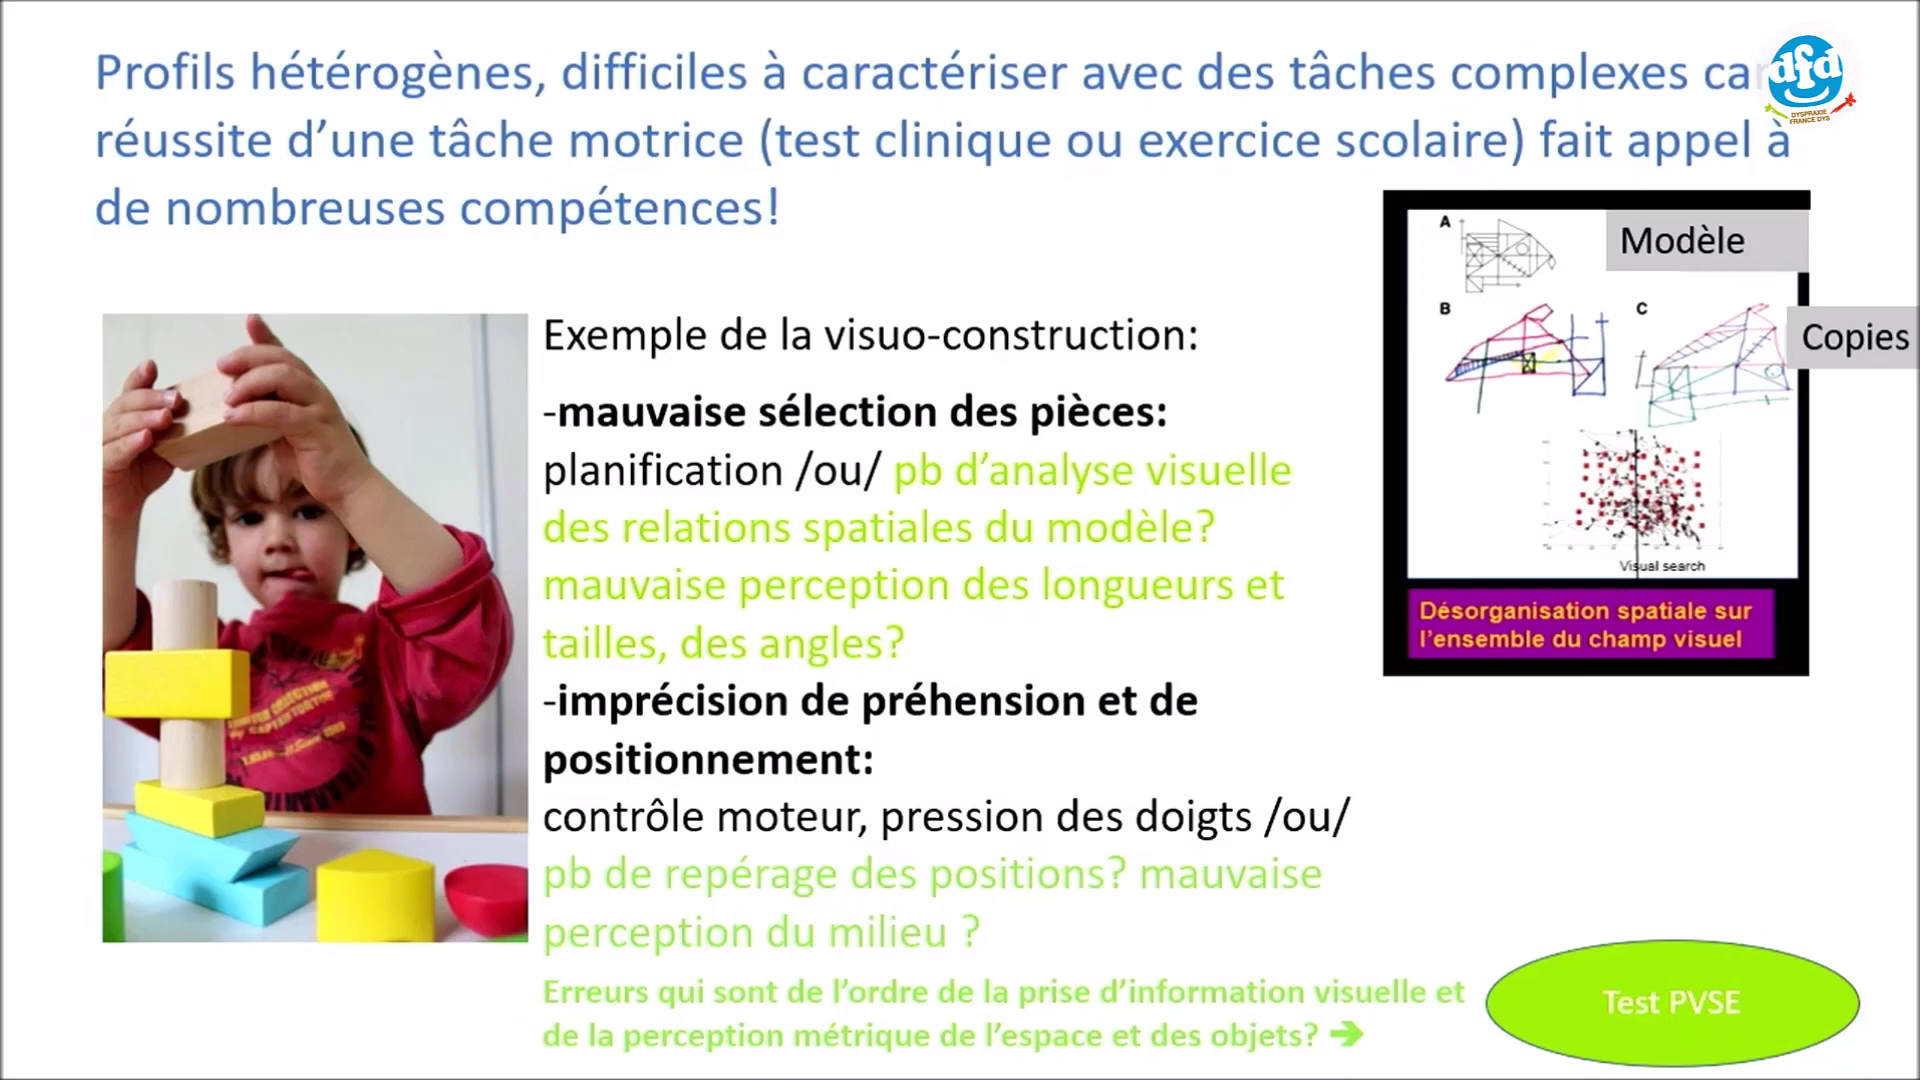 Profils hétérogènes, difficiles à caractériser avec des tâches complexes car
réussite d’une tâche motrice (test clinique ou exercice scolaire) fait appel à
de nombreuses compétences!
dfd
DYSPRAXIE
FRANCE DYS
Exemple de la visuo-construction:
-mauvaise sélection des pièces:
planification /ou/ pb d’analyse visuelle
des relations spatiales du modèle?
mauvaise perception des longueurs et
tailles, des angles?
-imprécision de préhension et de
positionnement:
contrôle moteur, pression des doigts /ou/
pb de repérage des positions? mauvaise
perception du milieu ?
Erreurs qui sont de l’ordre de la prise d’information visuelle et
de la perception métrique de l’espace et des objets? ➔
A
Modèle
B
C
Copies
Visual search
Désorganisation spatiale sur
l’ensemble du champ visuel
Test PVSE